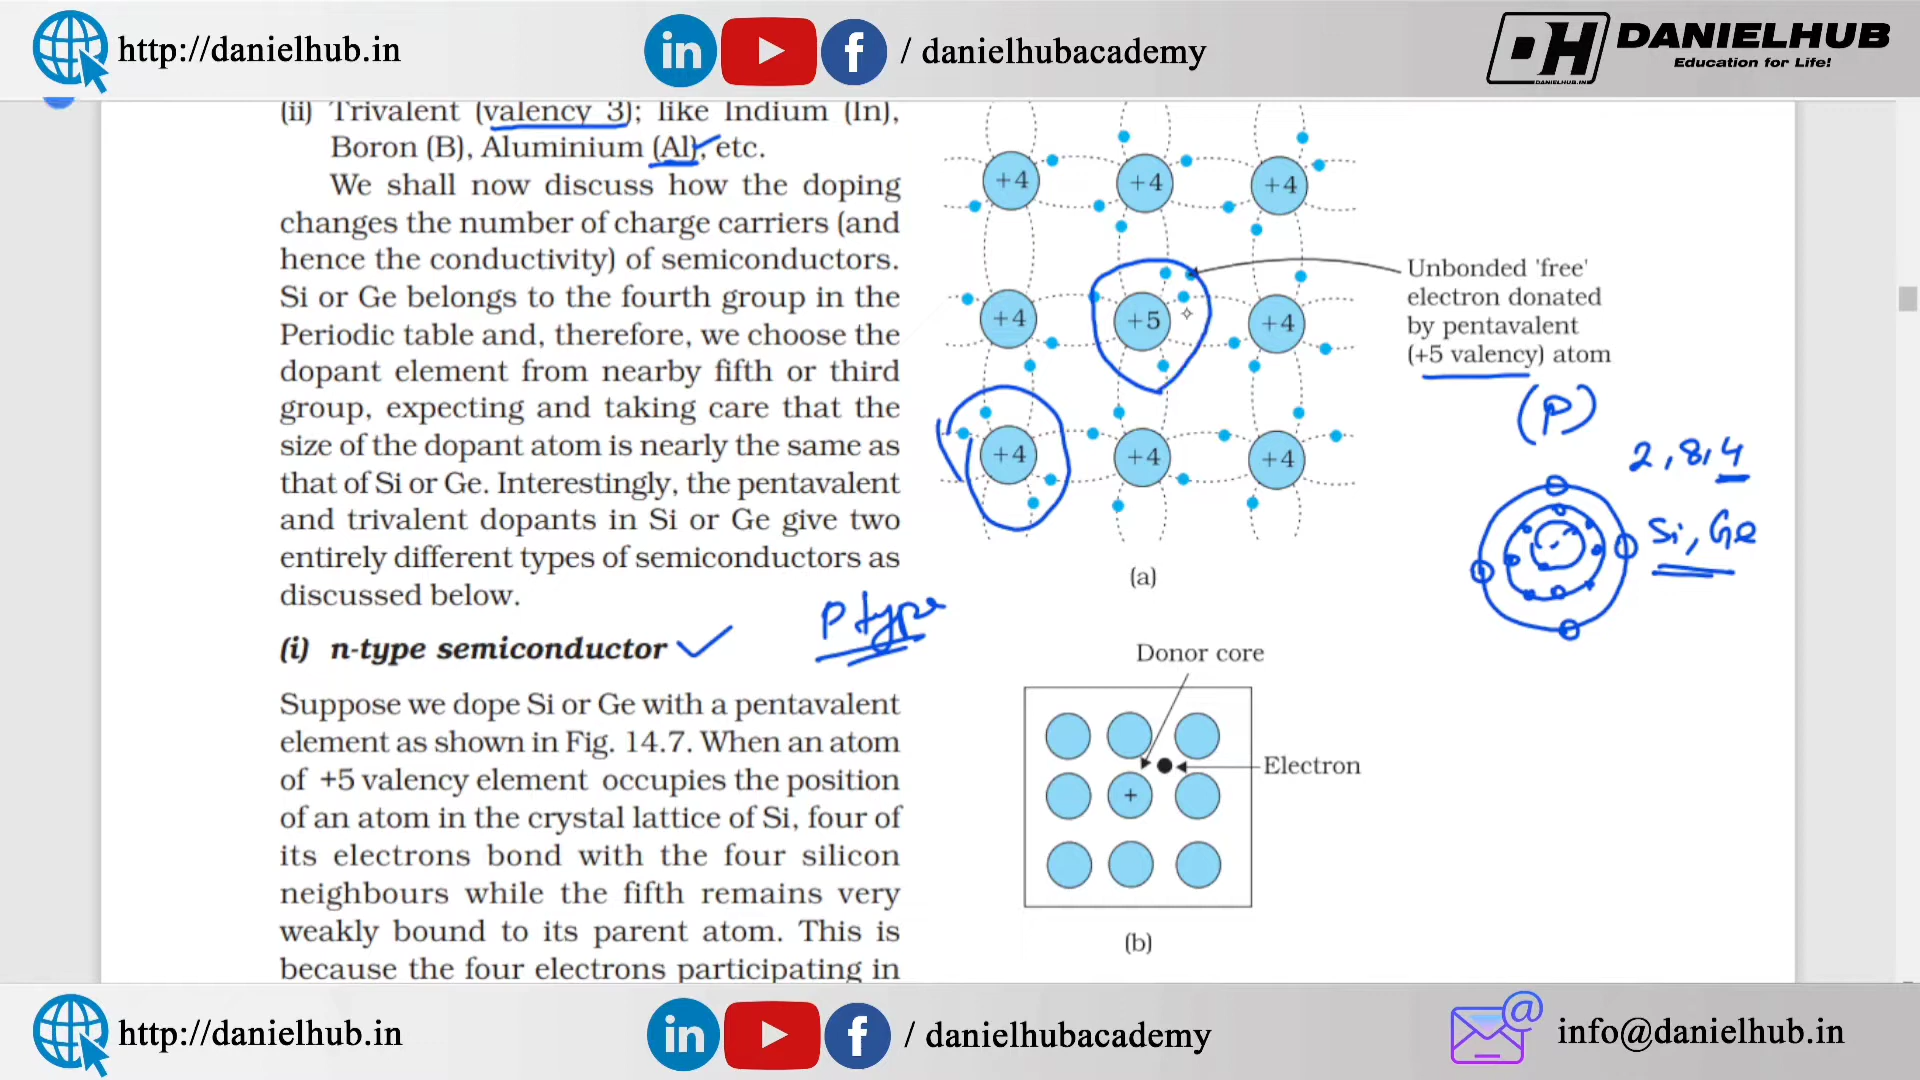 http://danielhub.in
in
f
/ danielhubacademy
DH
DANIELHUB.IN
DANIELHUB
Education for Life!
(ii) Trivalent (valency 3); like Indium (In),
Boron (B), Aluminium (Al), etc.
We shall now discuss how the doping
changes the number of charge carriers (and
hence the conductivity) of semiconductors.
Si or Ge belongs to the fourth group in the
Periodic table and, therefore, we choose the
dopant element from nearby fifth or third
group, expecting and taking care that the
size of the dopant atom is nearly the same as
that of Si or Ge. Interestingly, the pentavalent
and trivalent dopants in Si or Ge give two
entirely different types of semiconductors as
discussed below.
P type
(i) n-type semiconductor
Suppose we dope Si or Ge with a pentavalent
element as shown in Fig. 14.7. When an atom
of +5 valency element occupies the position
of an atom in the crystal lattice of Si, four of
its electrons bond with the four silicon
neighbours while the fifth remains very
weakly bound to its parent atom. This is
because the four electrons participating in
+4 +4 +4
+4 +5 +4
+4 +4 +4
(a)
Unbonded 'free'
electron donated
by pentavalent
(+5 valency) atom
(P)
2,8,4
Si, Ge
Donor core
Electron
+
(b)
http://danielhub.in
in
f
/ danielhubacademy
@
info@danielhub.in